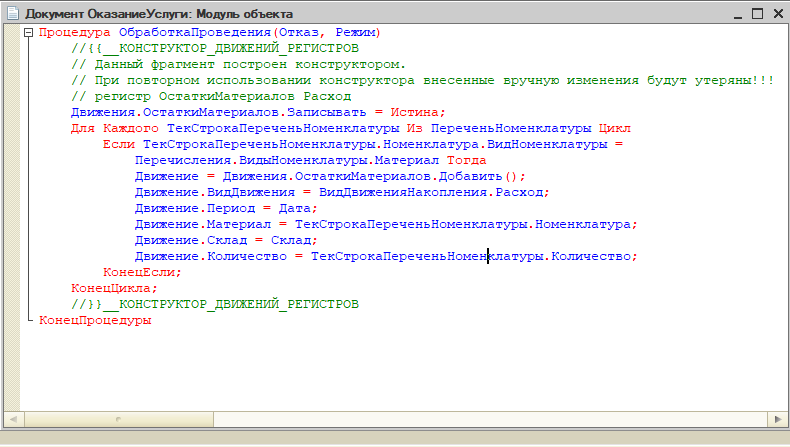 Документ ОказаниеУслуги: Модуль объекта
Процедура ОбработкаПроведения(Отказ, Режим)
//{{__КОНСТРУКТОР_ДВИЖЕНИЙ_РЕГИСТРОВ
// Данный фрагмент построен конструктором.
// При повторном использовании конструктора внесенные вручную изменения будут утеряны!!!
// регистр ОстаткиМатериалов Расход
Движения.ОстаткиМатериалов.Записывать = Истина;
Для Каждого ТекСтрокаПереченьНоменклатуры Из ПереченьНоменклатуры Цикл
Если ТекСтрокаПереченьНоменклатуры.Номенклатура.ВидНоменклатуры =
Перечисления.ВидыНоменклатуры.Материал Тогда
Движение = Движения.ОстаткиМатериалов.Добавить();
Движение.ВидДвижения = ВидДвиженияНакопления.Расход;
Движение.Период = Дата;
Движение.Материал = ТекСтрокаПереченьНоменклатуры.Номенклатура;
Движение.Склад = Склад;
Движение.Количество = ТекСтрокаПереченьНоменклатуры.Количество;
КонецЕсли;
КонецЦикла;
//}}__КОНСТРУКТОР_ДВИЖЕНИЙ_РЕГИСТРОВ
КонецПроцедуры